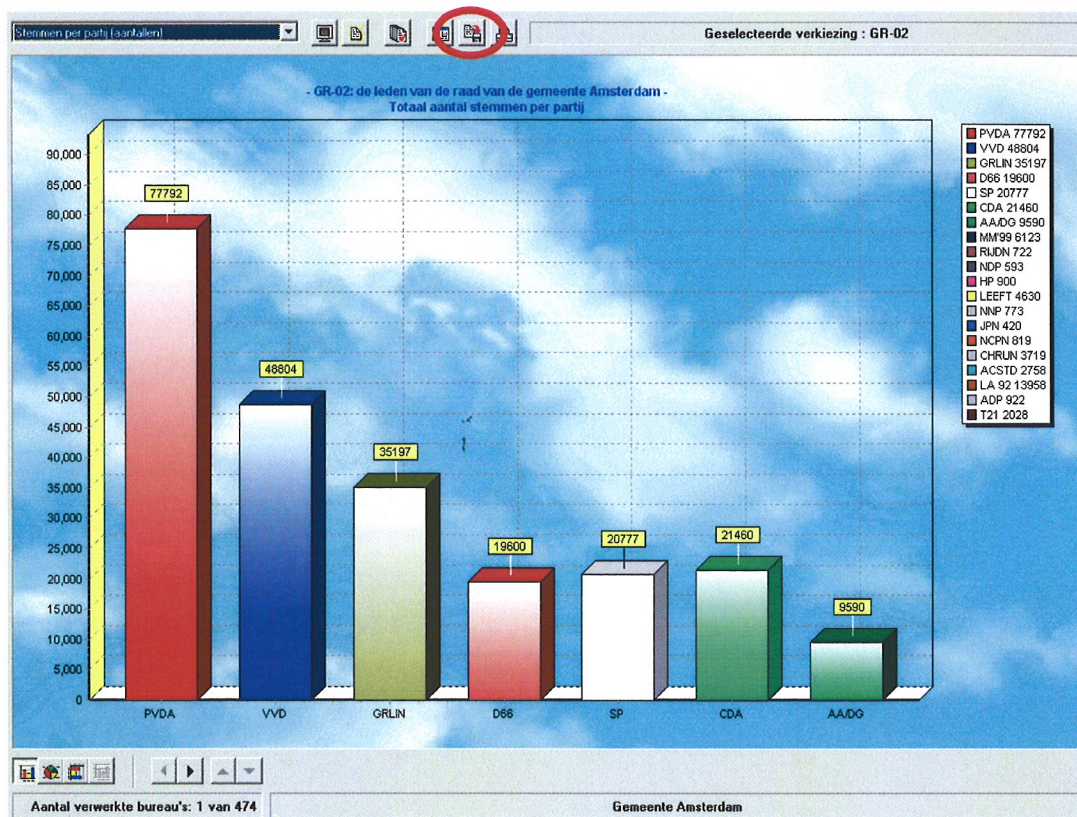 Stemmen per partij (aantallen)
Geselecteerde verkiezing : GR-02
- GR-02: de leden van de raad van de gemeente Amsterdam -
Totaal aantal stemmen per partij
90,000
85,000
80,000
75,000
70,000
65,000
60,000
55,000
50,000
45,000
40,000
35,000
30,000
25,000
20,000
15,000
10,000
5,000
0
77792
48804
35197
19600
20777
21460
9590
PVDA
VVD
GRLIN
D66
SP
CDA
AA/DG
PVDA 77792
VVD 48804
GRLIN 35197
D66 19600
SP 20777
CDA 21460
AA/DG 9590
MM'99 6123
RIJDN 722
NDP 593
HP 900
LEEFT 4630
NNP 773
JPN 420
NCPN 819
CHRUN 3719
ACSTD 2758
LA 92 13958
ADP 922
T21 2028
Aantal verwerkte bureau's: 1 van 474
Gemeente Amsterdam